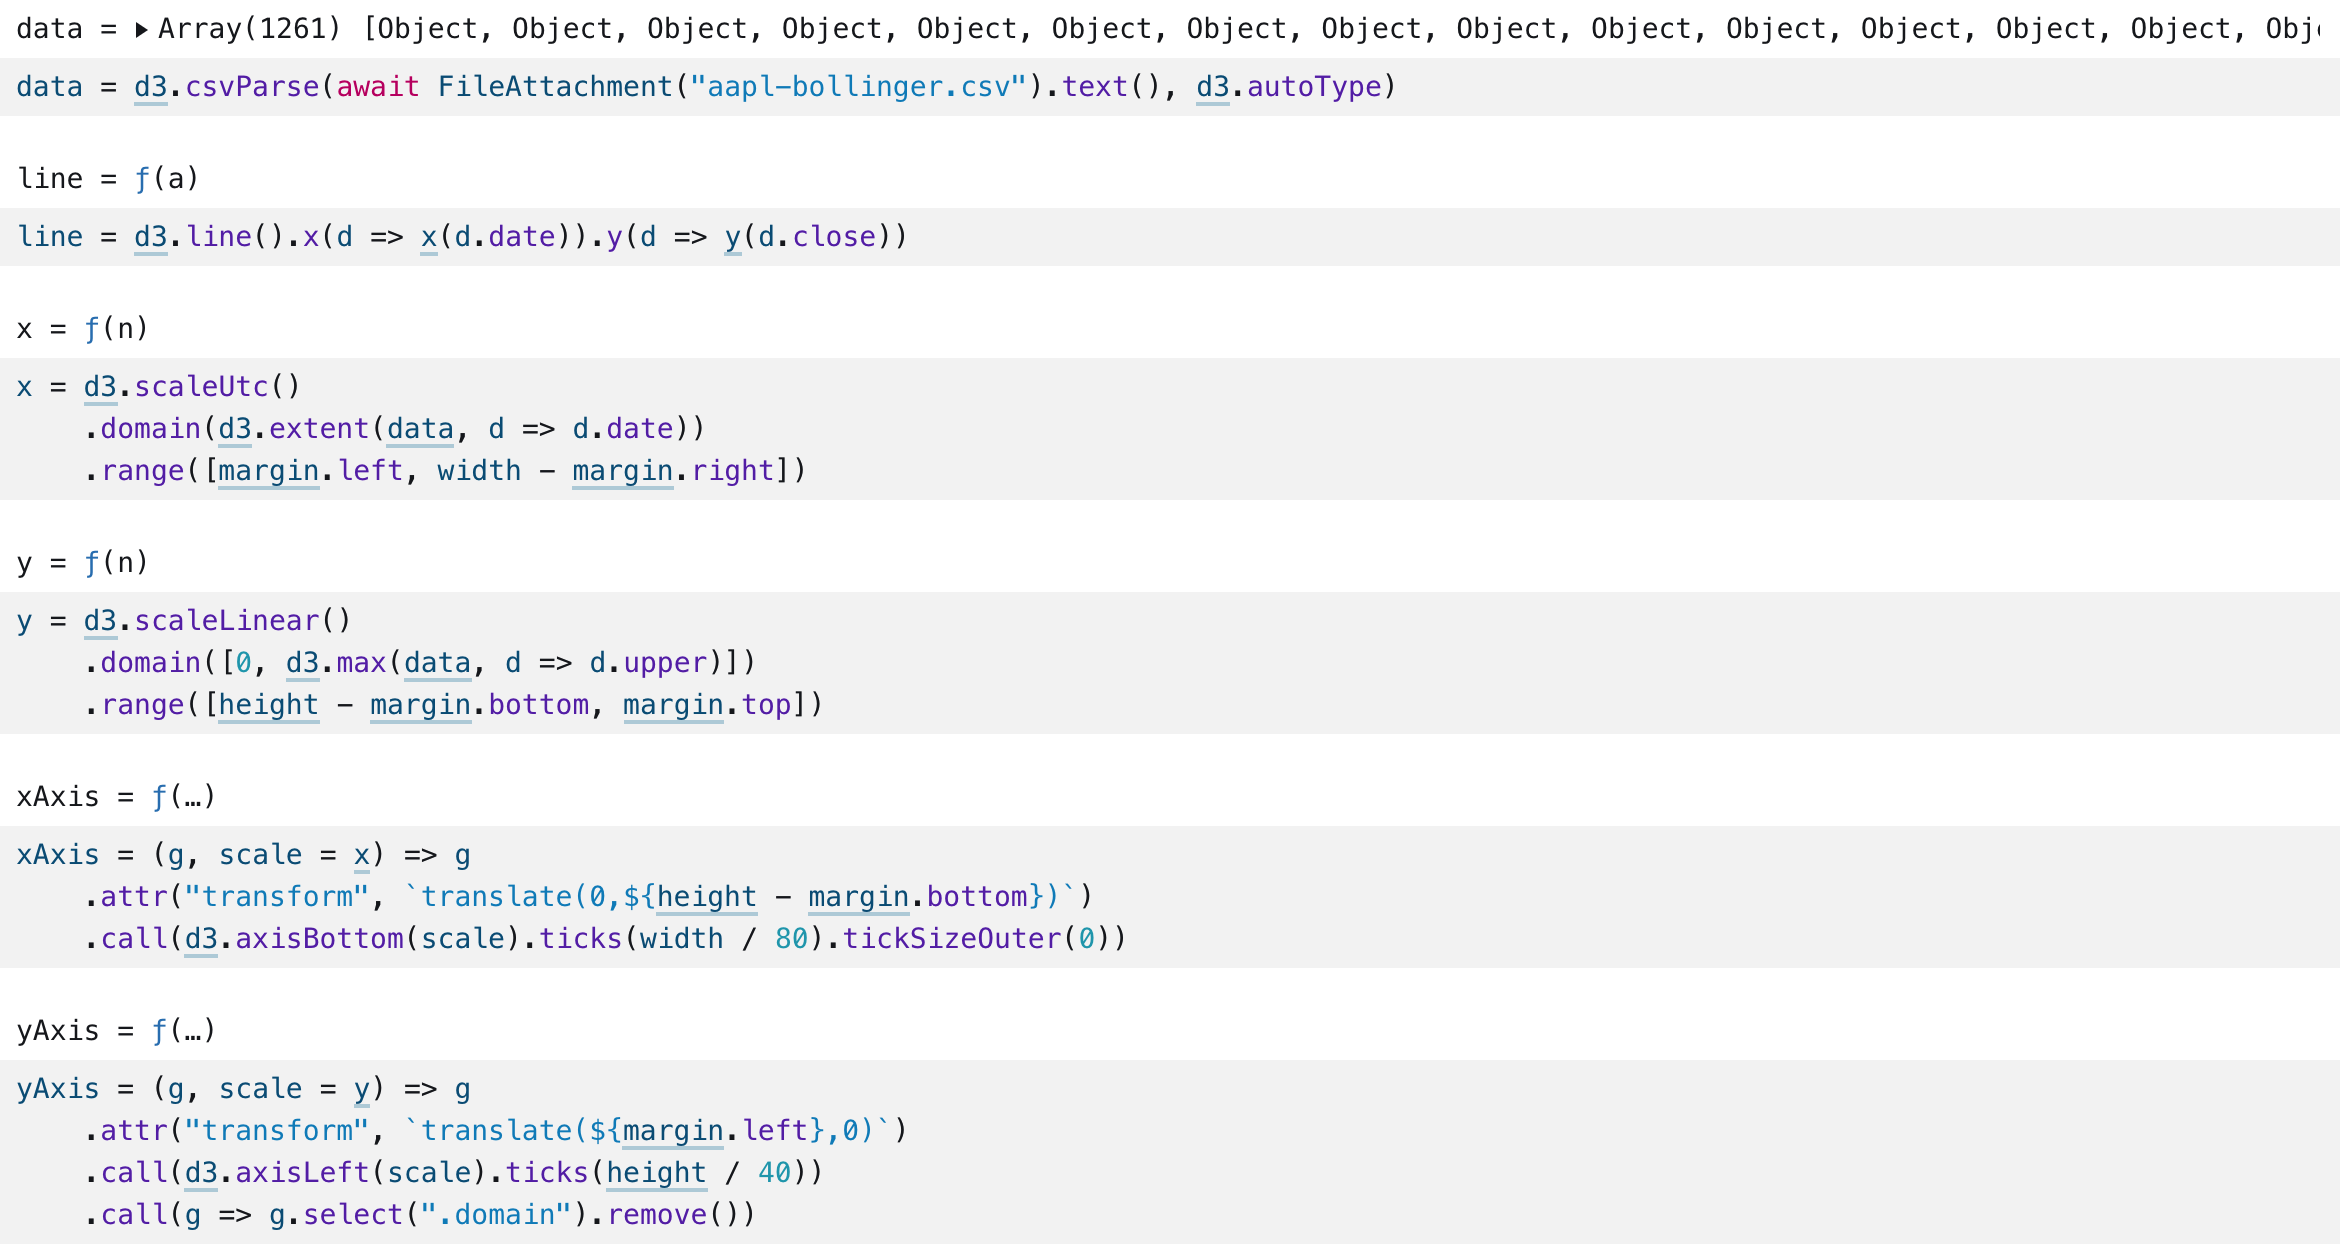 data = ▶ Array(1261) [Object, Object, Object, Object, Object, Object, Object, Object, Object, Object, Object, Object, Object, Object, Obj
data = d3.csvParse(await FileAttachment("aapl-bollinger.csv").text(), d3.autoType)
line = ƒ(a)
line = d3.line().x(d => x(d.date)).y(d => y(d.close))
x = ƒ(n)
x = d3.scaleUtc()
    .domain(d3.extent(data, d => d.date))
    .range([margin.left, width - margin.right])
y = ƒ(n)
y = d3.scaleLinear()
    .domain([0, d3.max(data, d => d.upper)])
    .range([height - margin.bottom, margin.top])
xAxis = ƒ(…)
xAxis = (g, scale = x) => g
    .attr("transform", `translate(0,${height - margin.bottom})`)
    .call(d3.axisBottom(scale).ticks(width / 80).tickSizeOuter(0))
yAxis = ƒ(…)
yAxis = (g, scale = y) => g
    .attr("transform", `translate(${margin.left},0)`)
    .call(d3.axisLeft(scale).ticks(height / 40))
    .call(g => g.select(".domain").remove())